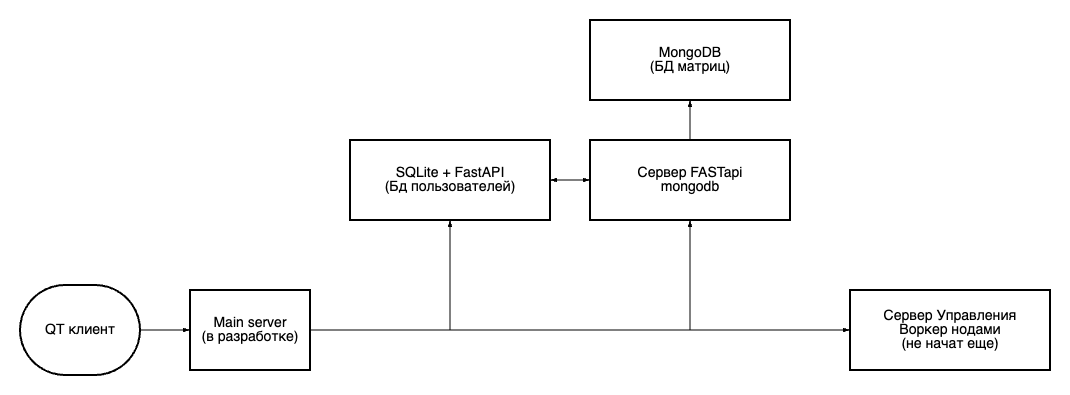 MongoDB
(БД матриц)
SQLite + FastAPI
(Бд пользователей)
Сервер FASTapi
mongodb
QT клиент
Main server
(в разработке)
Сервер Управления
Воркер нодами
(не начат еще)